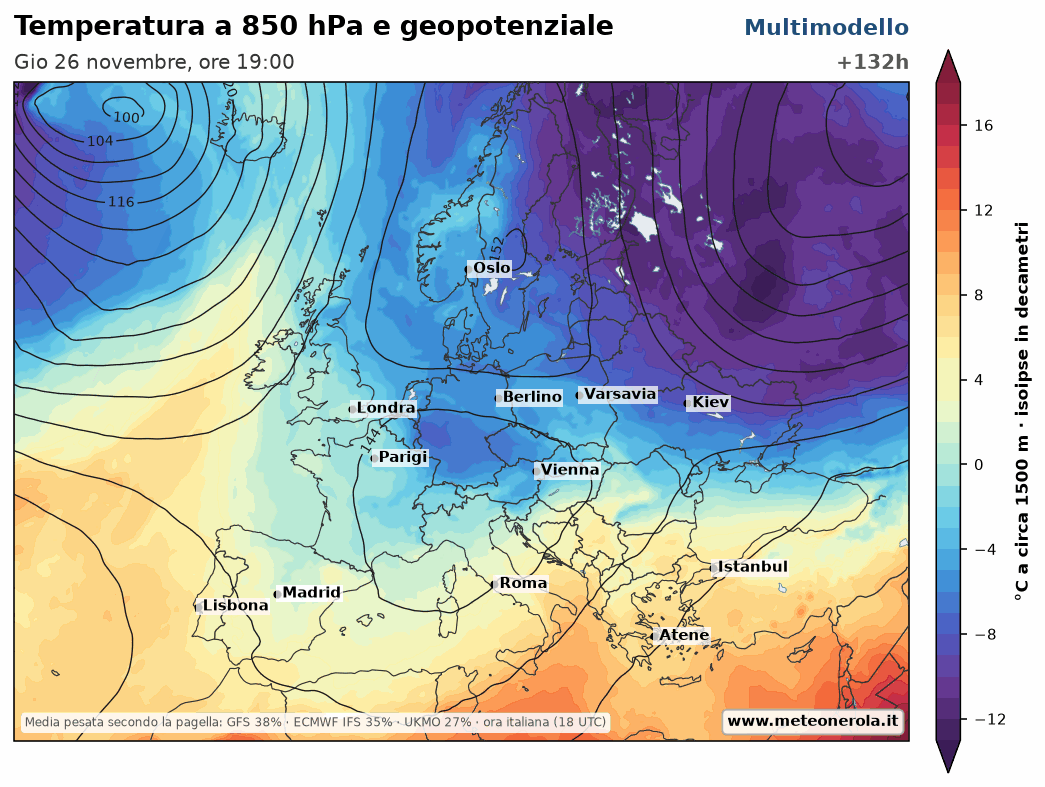 Temperatura a 850 hPa e geopotenziale
Multimodello
Gio 26 novembre, ore 19:00
+132h
100
104
116
152
144
Oslo
Londra
Berlino
Varsavia
Kiev
Parigi
Vienna
Lisbona
Madrid
Roma
Istanbul
Atene
16
12
8
4
0
−4
−8
−12
°C a circa 1500 m · isoipse in decametri
Media pesata secondo la pagella: GFS 38% · ECMWF IFS 35% · UKMO 27% · ora italiana (18 UTC)
www.meteonerola.it